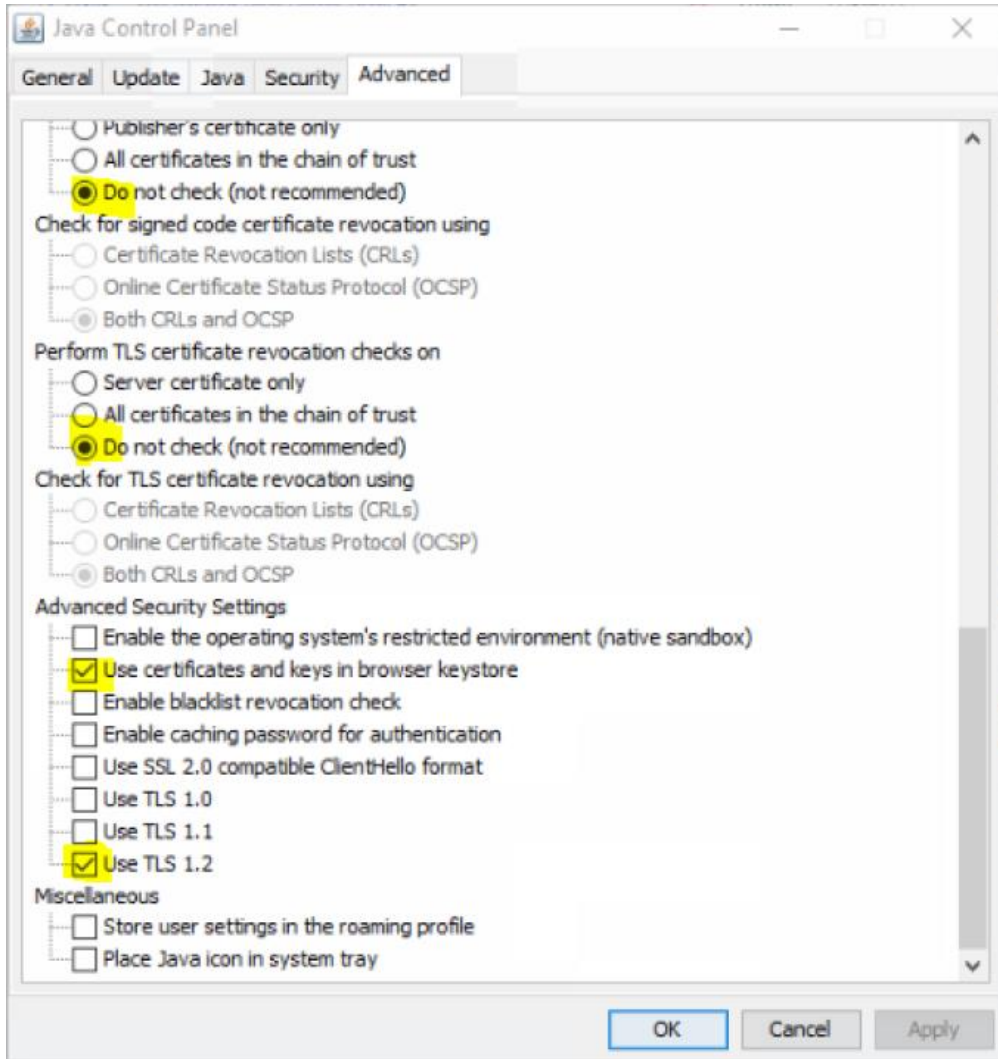 Java Control Panel
General Update Java Security Advanced
Publisher's certificate only
All certificates in the chain of trust
Do not check (not recommended)
Check for signed code certificate revocation using
Certificate Revocation Lists (CRLs)
Online Certificate Status Protocol (OCSP)
Both CRLs and OCSP
Perform TLS certificate revocation checks on
Server certificate only
All certificates in the chain of trust
Do not check (not recommended)
Check for TLS certificate revocation using
Certificate Revocation Lists (CRLs)
Online Certificate Status Protocol (OCSP)
Both CRLs and OCSP
Advanced Security Settings
Enable the operating system's restricted environment (native sandbox)
Use certificates and keys in browser keystore
Enable blacklist revocation check
Enable caching password for authentication
Use SSL 2.0 compatible ClientHello format
Use TLS 1.0
Use TLS 1.1
Use TLS 1.2
Miscellaneous
Store user settings in the roaming profile
Place Java icon in system tray
OK Cancel Apply